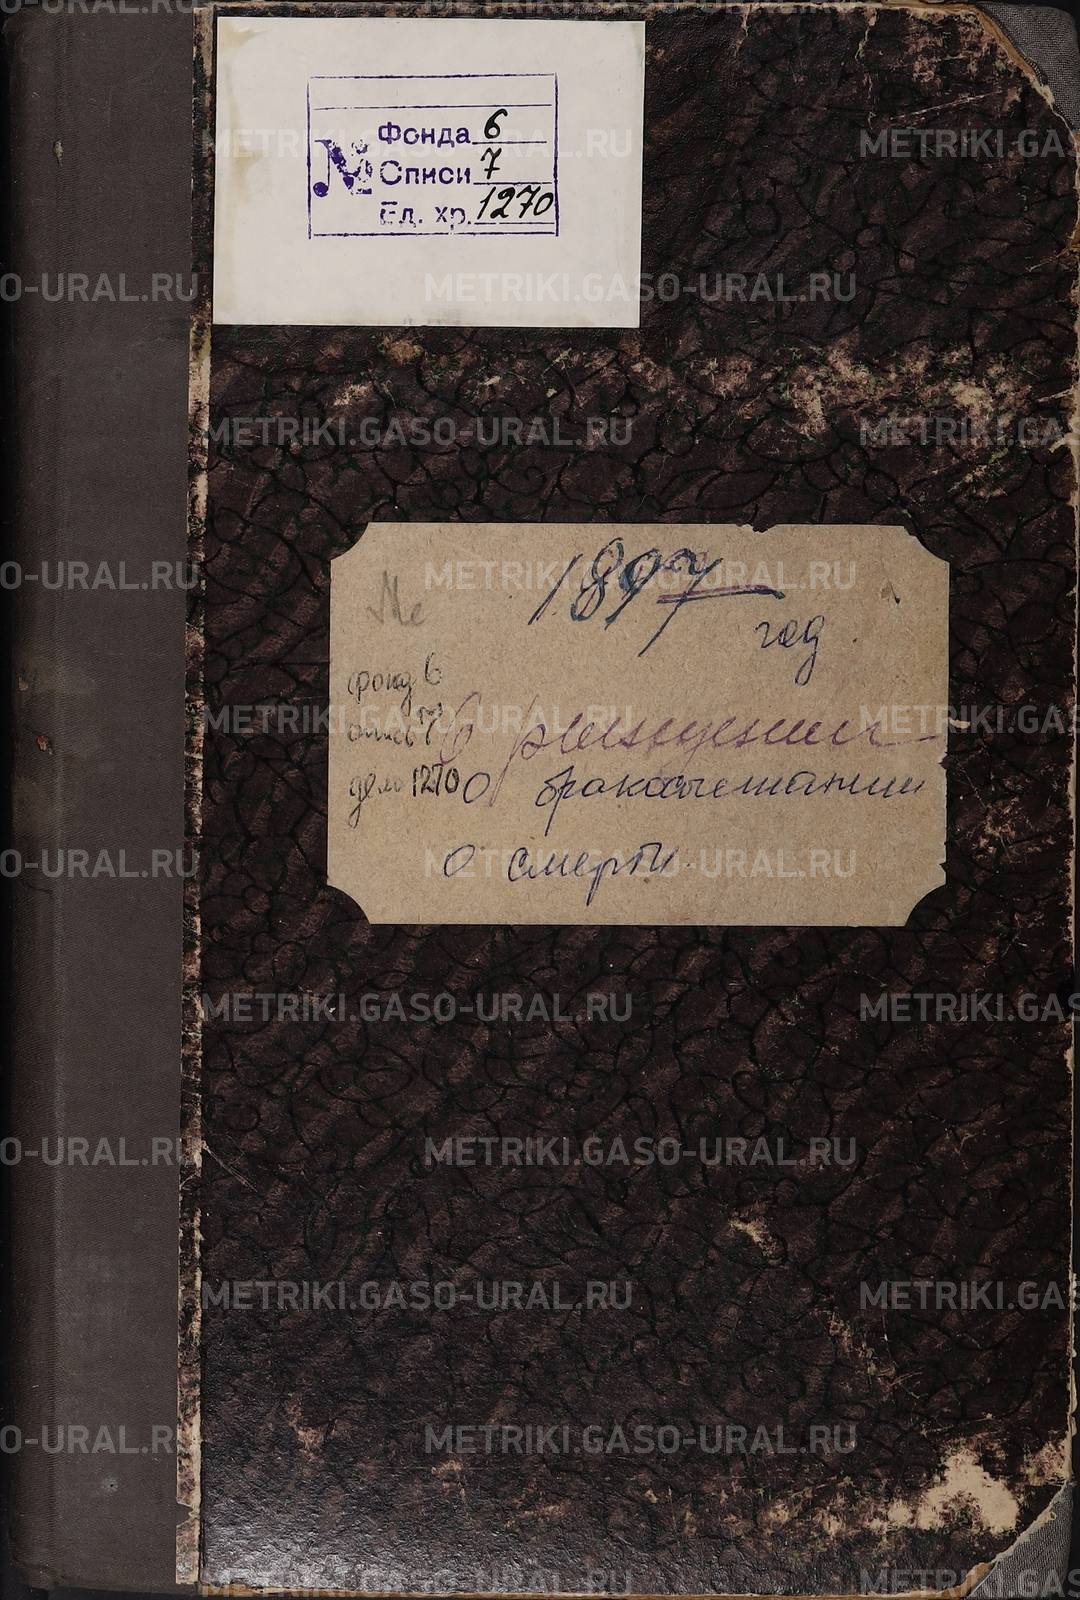 №
Фонда 6
Описи 7
Ед. хр. 1270
1897
год.
фонд 6
опись 7
дело 1270
О рождении
О бракосочетании
О смерти.
METRIKI.GASO-URAL.RU